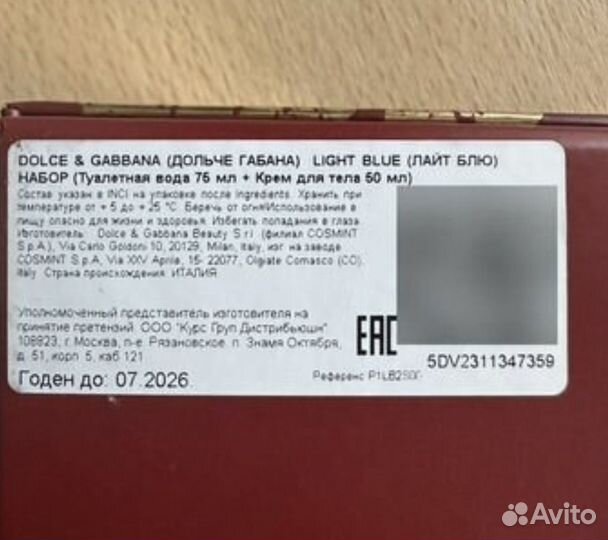 DOLCE & GABBANA (ДОЛЬЧЕ ГАБАНА) LIGHT BLUE (ЛАЙТ БЛЮ)
НАБОР (Туалетная вода 75 мл + Крем для тела 50 мл)
Состав указан в INCI на упаковке после Ingredients. Хранить при
температуре от + 5 до + 25 °C. Беречь от огня!Использование в
пищу опасно для жизни и здоровья. Избегать попадания в глаза.
Изготовитель: Dolce & Gabbana Beauty S.r.l. (филиал COSMINT
S.p.A.), Via Carlo Goldoni 10, 20129, Milan, Italy, изг на заводе
COSMINT S.p.A, Via XXV Aprile, 15- 22077, Olgiate Comasco (CO),
Italy. Страна происхождения: ИТАЛИЯ
Уполномоченный представитель изготовителя на
принятие претензий: ООО "Курс Груп Дистрибьюшн"
108823, г. Москва, п-е. Рязановское, п. Знамя Октября,
д. 51, корп. 5, каб 121
EAC
5DV2311347359
Годен до: 07.2026
Референс
Avito